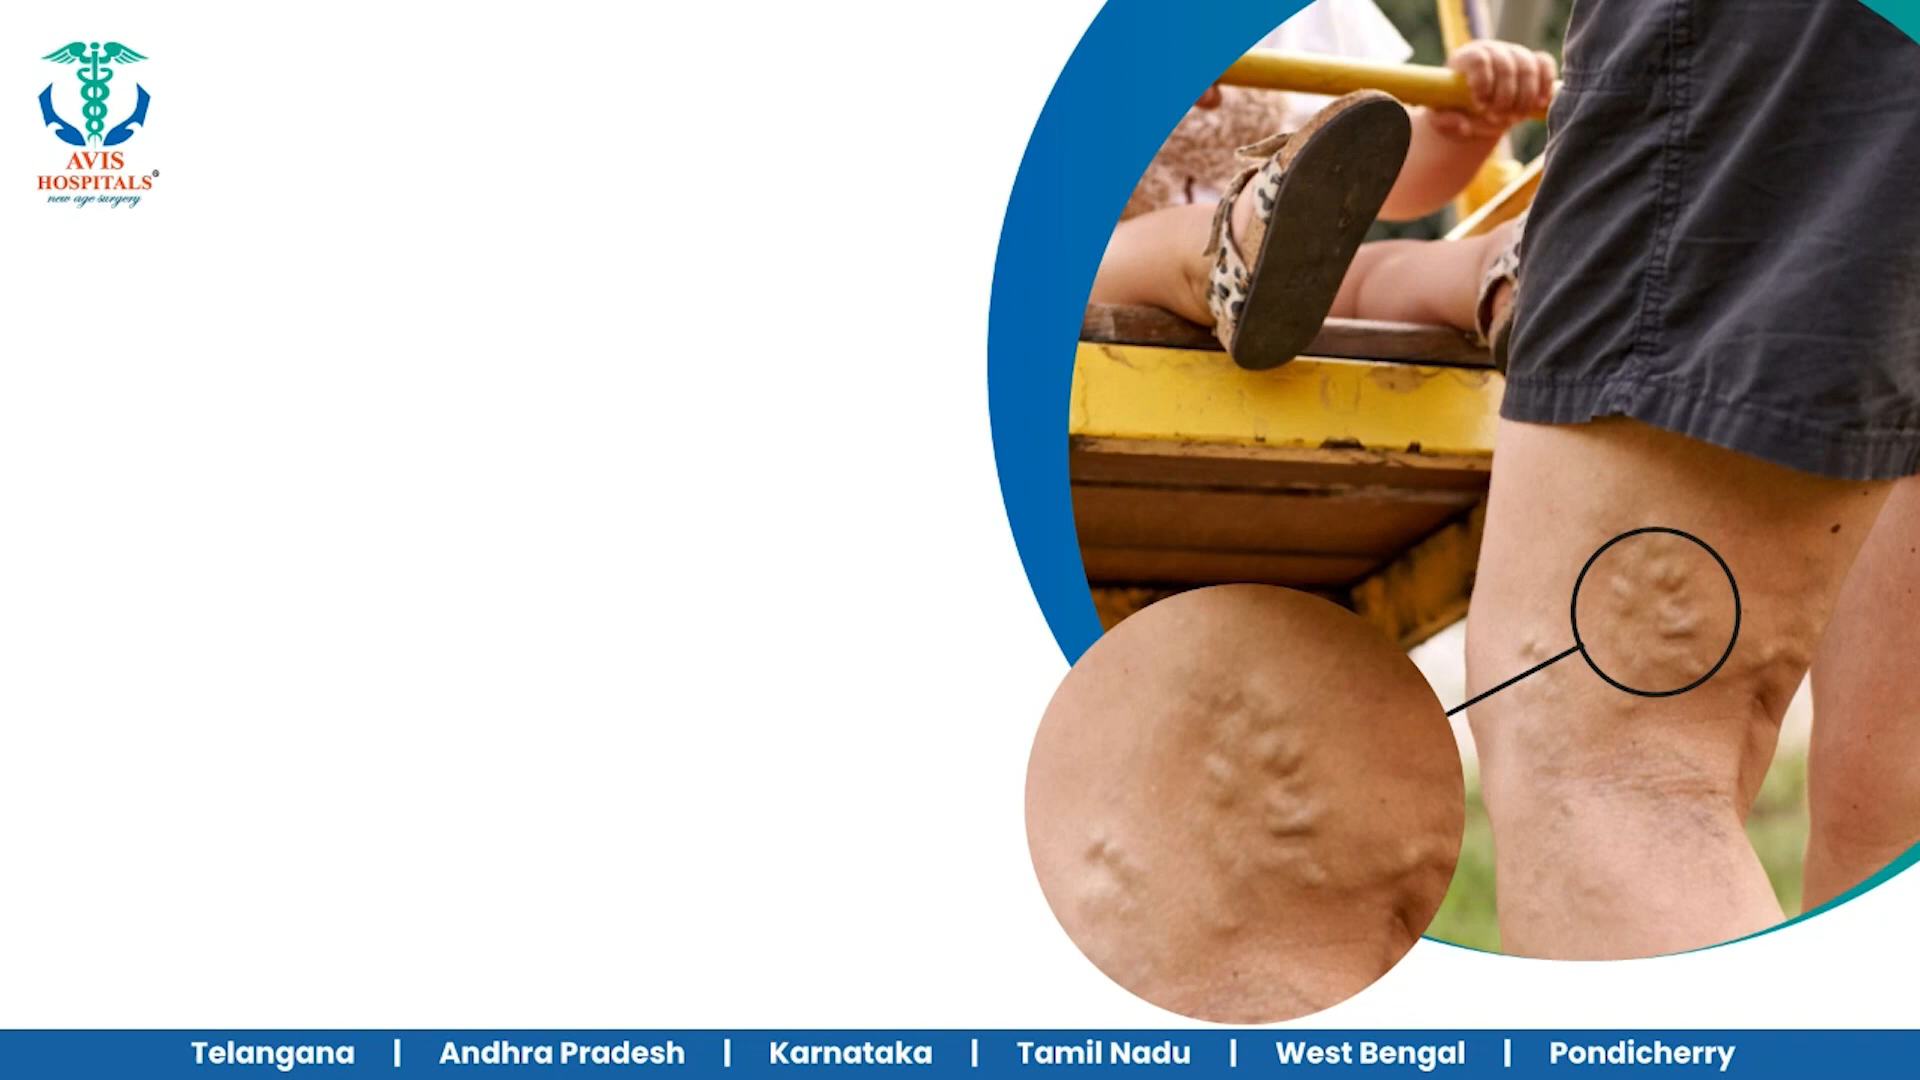 AVIS
HOSPITALS®
new age surgery
Telangana | Andhra Pradesh | Karnataka | Tamil Nadu | West Bengal | Pondicherry